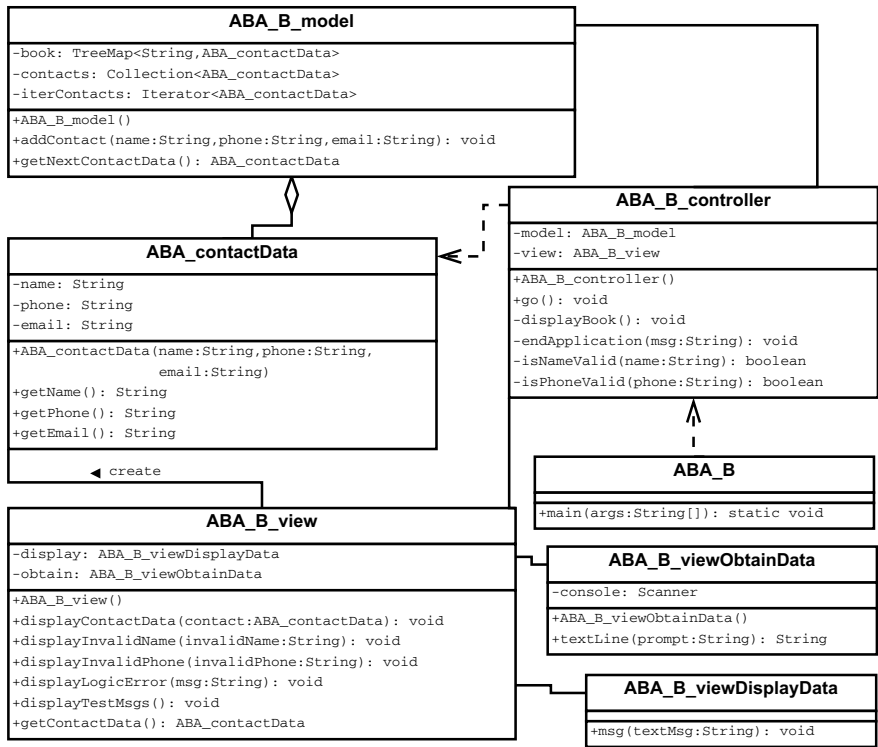 ABA_B_model
-book: TreeMap<String,ABA_contactData>
-contacts: Collection<ABA_contactData>
-iterContacts: Iterator<ABA_contactData>
+ABA_B_model()
+addContact(name:String,phone:String,email:String): void
+getNextContactData(): ABA_contactData
ABA_B_controller
-model: ABA_B_model
-view: ABA_B_view
+ABA_B_controller()
+go(): void
-displayBook(): void
-endApplication(msg:String): void
-isNameValid(name:String): boolean
-isPhoneValid(phone:String): boolean
ABA_contactData
-name: String
-phone: String
-email: String
+ABA_contactData(name:String,phone:String,
email:String)
+getName(): String
+getPhone(): String
+getEmail(): String
◄ create
ABA_B
+main(args:String[]): static void
ABA_B_view
-display: ABA_B_viewDisplayData
-obtain: ABA_B_viewObtainData
+ABA_B_view()
+displayContactData(contact:ABA_contactData): void
+displayInvalidName(invalidName:String): void
+displayInvalidPhone(invalidPhone:String): void
+displayLogicError(msg:String): void
+displayTestMsgs(): void
+getContactData(): ABA_contactData
ABA_B_viewObtainData
-console: Scanner
+ABA_B_viewObtainData()
+textLine(prompt:String): String
ABA_B_viewDisplayData
+msg(textMsg:String): void